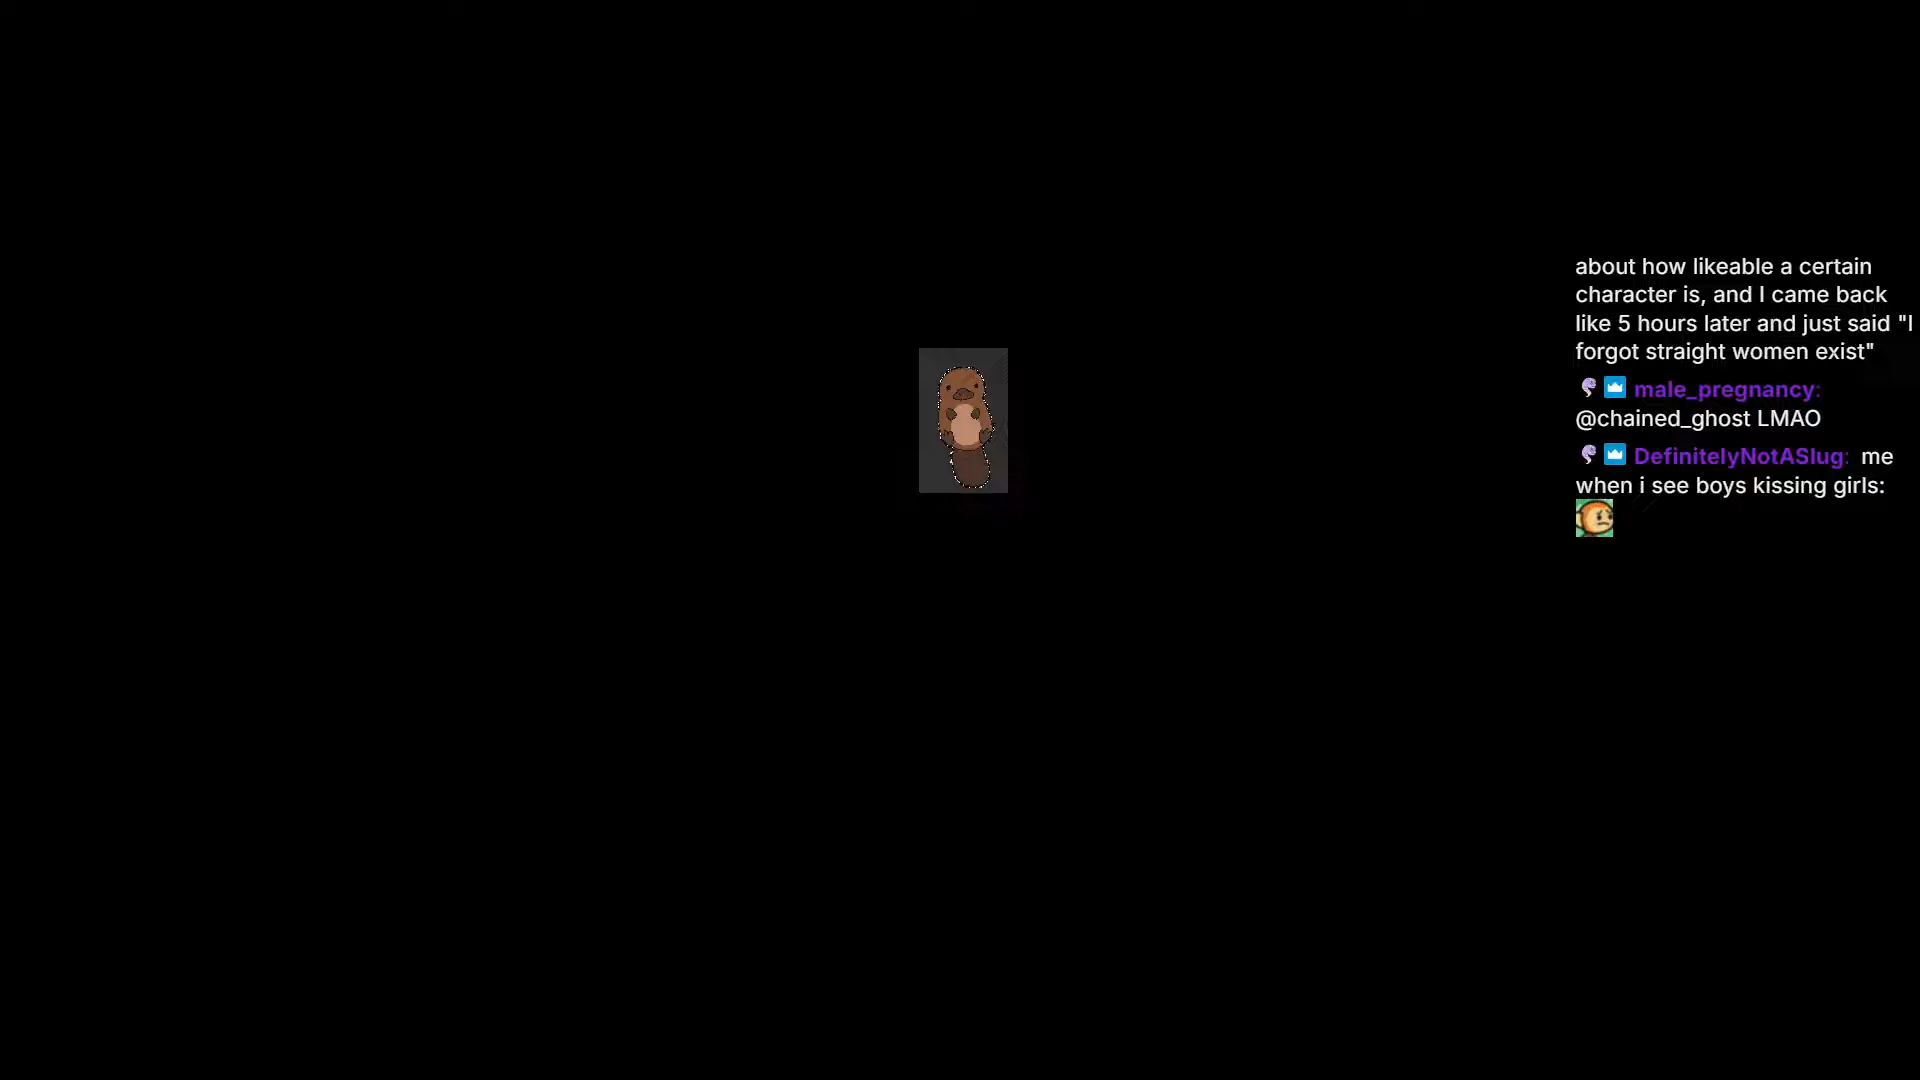 about how likeable a certain
character is, and I came back
like 5 hours later and just said "I
forgot straight women exist"
male_pregnancy:
@chained_ghost LMAO
DefinitelyNotASlug: me
when i see boys kissing girls: